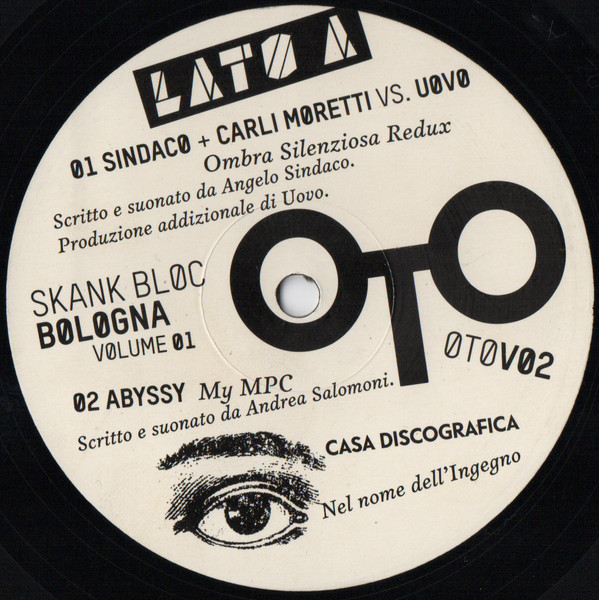 LATO A
01 SINDACO + CARLI MORETTI VS. UOVO
Ombra Silenziosa Redux
Scritto e suonato da Angelo Sindaco.
Produzione addizionale di Uovo.
OTO
SKANK BLOC
BOLOGNA
VOLUME 01
OTOV02
02 ABYSSY My MPC
Scritto e suonato da Andrea Salomoni.
CASA DISCOGRAFICA
Nel nome dell'Ingegno